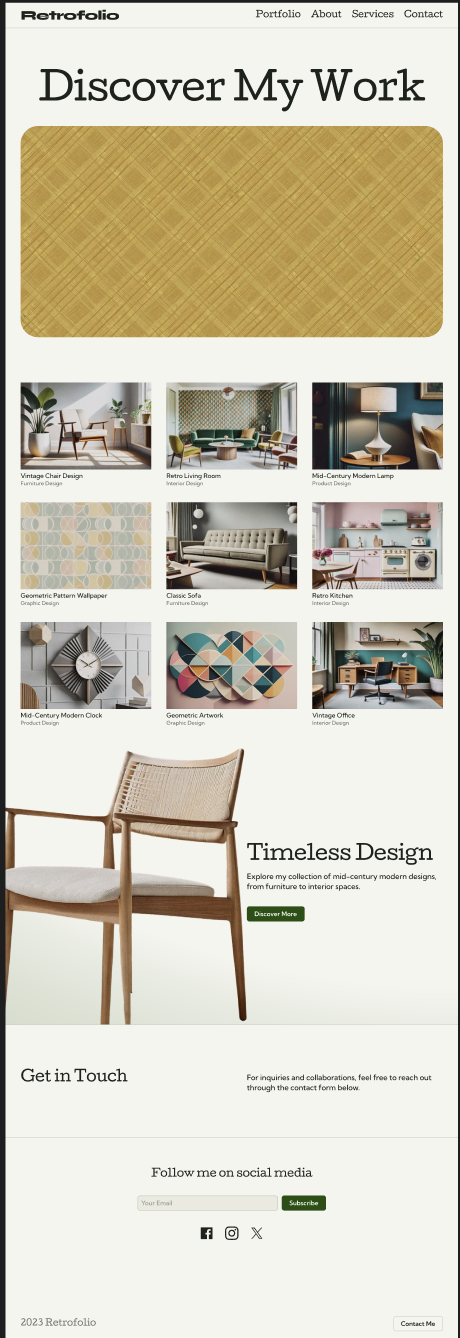 Retrofolio
Portfolio About Services Contact
Discover My Work
Vintage Chair Design
Furniture Design
Retro Living Room
Interior Design
Mid-Century Modern Lamp
Product Design
Geometric Pattern Wallpaper
Graphic Design
Classic Sofa
Furniture Design
Retro Kitchen
Interior Design
Mid-Century Modern Clock
Product Design
Geometric Artwork
Graphic Design
Vintage Office
Interior Design
Timeless Design
Explore my collection of mid-century modern designs,
from furniture to interior spaces.
Discover More
Get in Touch
For inquiries and collaborations, feel free to reach out
through the contact form below.
Follow me on social media
Your Email
Subscribe
2023 Retrofolio
Contact Me